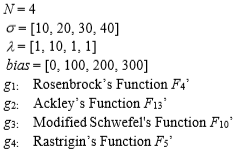 N = 4
σ = [10, 20, 30, 40]
λ = [1, 10, 1, 1]
bias = [0, 100, 200, 300]
g₁: Rosenbrock's Function F₄'
g₂: Ackley's Function F₁₃'
g₃: Modified Schwefel's Function F₁₀'
g₄: Rastrigin's Function F₅'